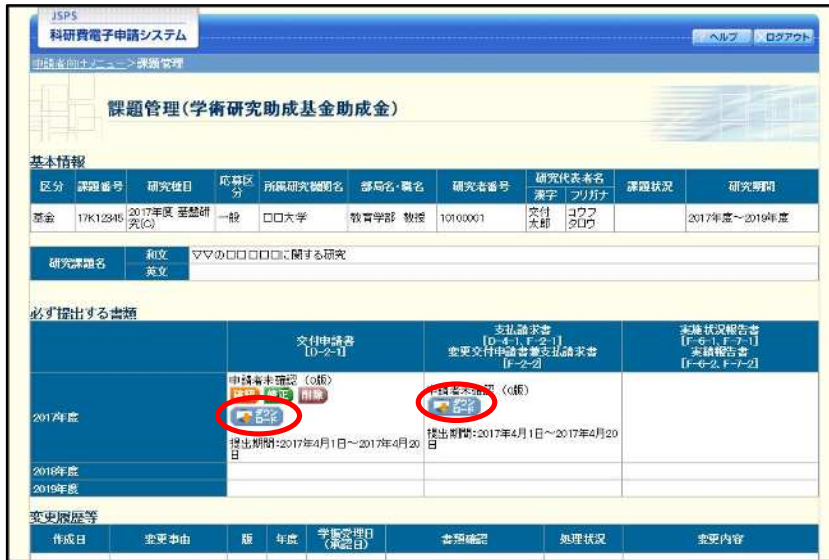 JSPS
科研費電子申請システム
ヘルプ
ログアウト
申請者向けメニュー>課題管理
課題管理(学術研究助成基金助成金)
基本情報
区分 課題番号 研究種目 応募区分 所属研究機関名 部局名・職名 研究者番号 研究代表者名 課題状況 研究期間
漢字 フリガナ
基金 17K12345 2017年度 基盤研究(C) 一般 口口大学 教育学部 教授 10100001 交付 太郎 コウフ タロウ 2017年度~2019年度
研究課題名 和文 ▽▽の口口口口口に関する研究
英文
必ず提出する書類
交付申請書
[D-2-1]
支払請求書
[D-4-1, F-2-1]
変更交付申請書兼支払請求書
[F-2-2]
実施状況報告書
[F-6-1, F-7-1]
実績報告書
[F-6-2, F-7-2]
2017年度
申請者未確認 (0版)
確認 修正 削除
ダウンロード
提出期間:2017年4月1日~2017年4月20日
申請者未確認 (0版)
ダウンロード
提出期間:2017年4月1日~2017年4月20日
2018年度
2019年度
変更履歴等
作成日 変更事由 版 年度 学振受理日(承認日) 書類確認 処理状況 変更内容